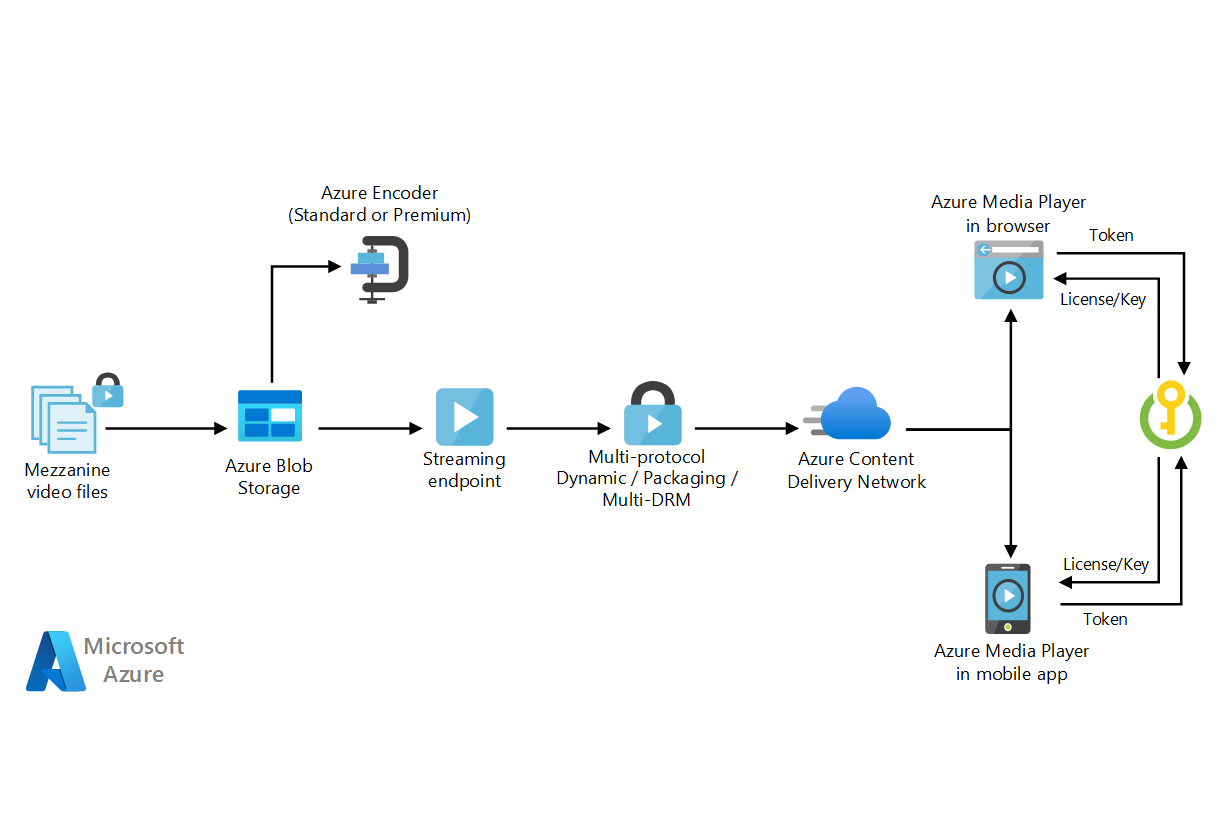 Azure Encoder
(Standard or Premium)
Azure Media Player
in browser
Token
License/Key
Mezzanine
video files
Azure Blob
Storage
Streaming
endpoint
Multi-protocol
Dynamic / Packaging /
Multi-DRM
Azure Content
Delivery Network
License/Key
Token
Azure Media Player
in mobile app
Microsoft
Azure